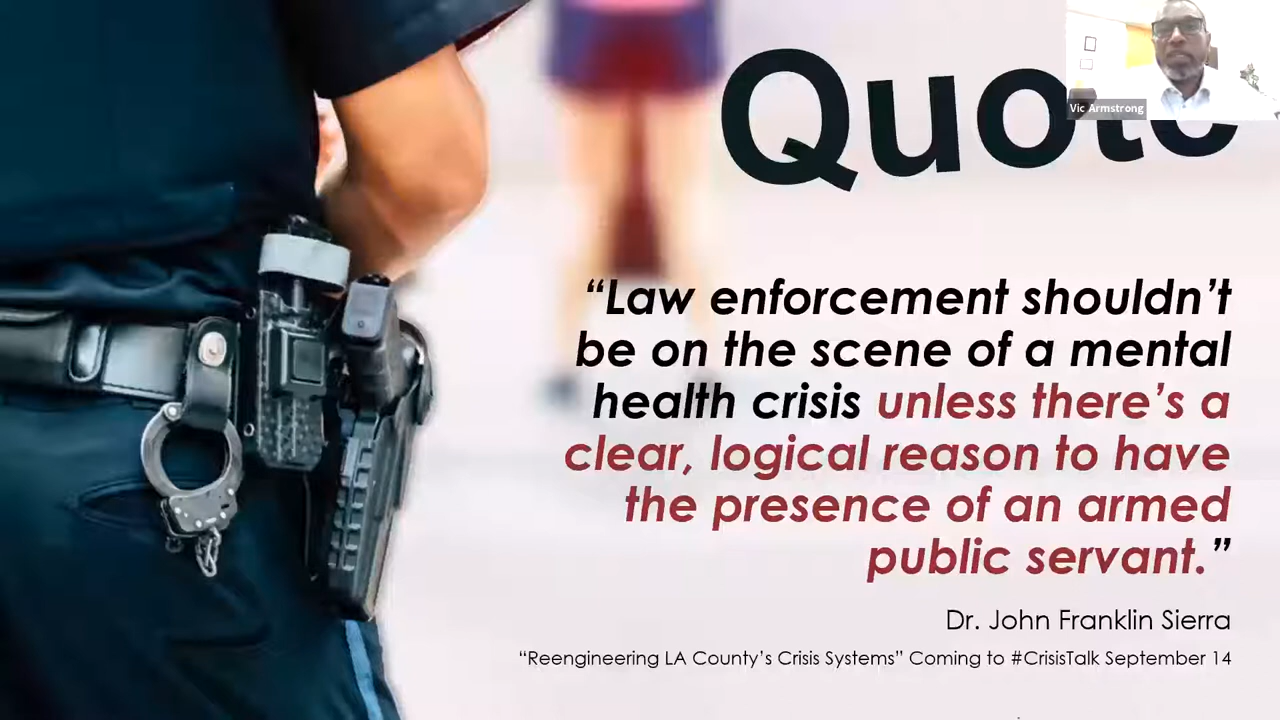 Quote
Vic Armstrong
“Law enforcement shouldn’t
be on the scene of a mental
health crisis unless there’s a
clear, logical reason to have
the presence of an armed
public servant.”
Dr. John Franklin Sierra
“Reengineering LA County’s Crisis Systems” Coming to #CrisisTalk September 14